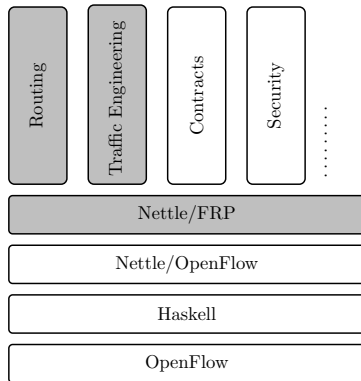 Routing
Traffic Engineering
Contracts
Security
.........
Nettle/FRP
Nettle/OpenFlow
Haskell
OpenFlow